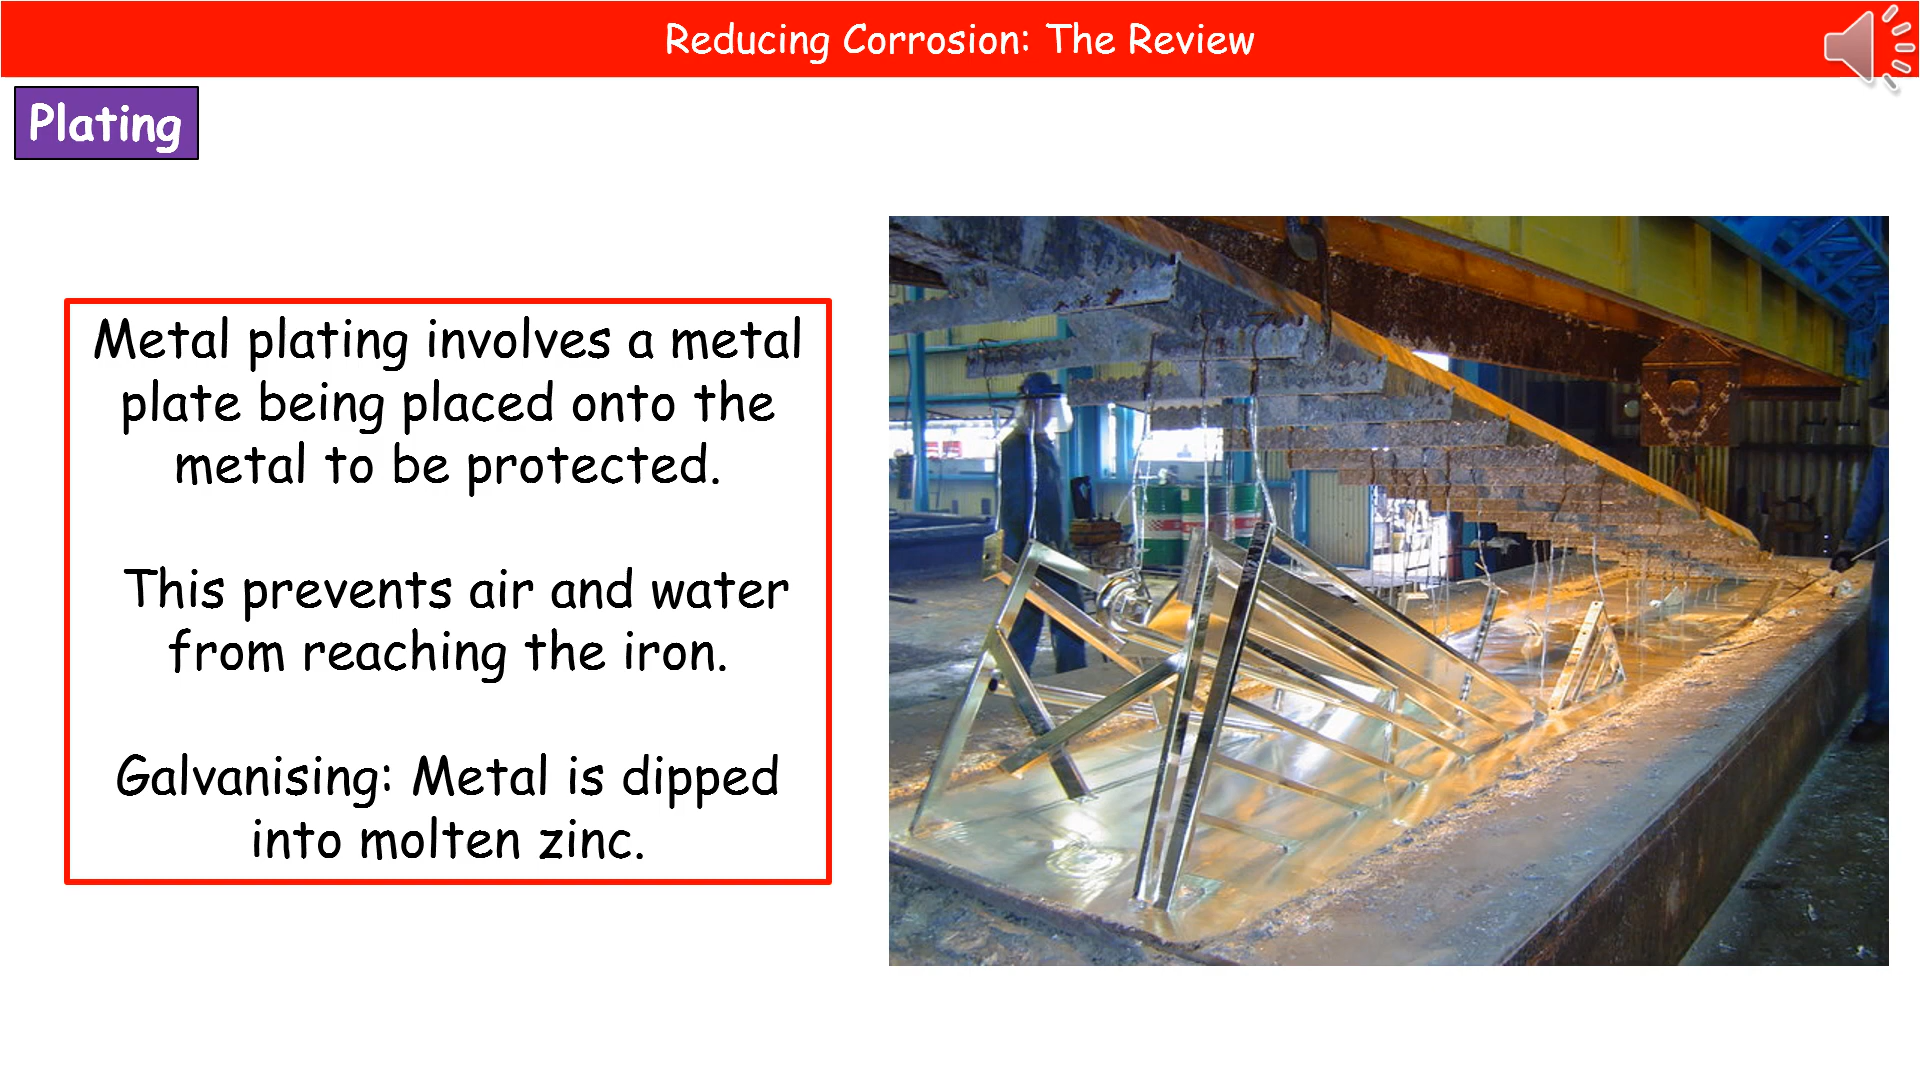 Reducing Corrosion: The Review
Plating
Metal plating involves a metal
plate being placed onto the
metal to be protected.
This prevents air and water
from reaching the iron.
Galvanising: Metal is dipped
into molten zinc.